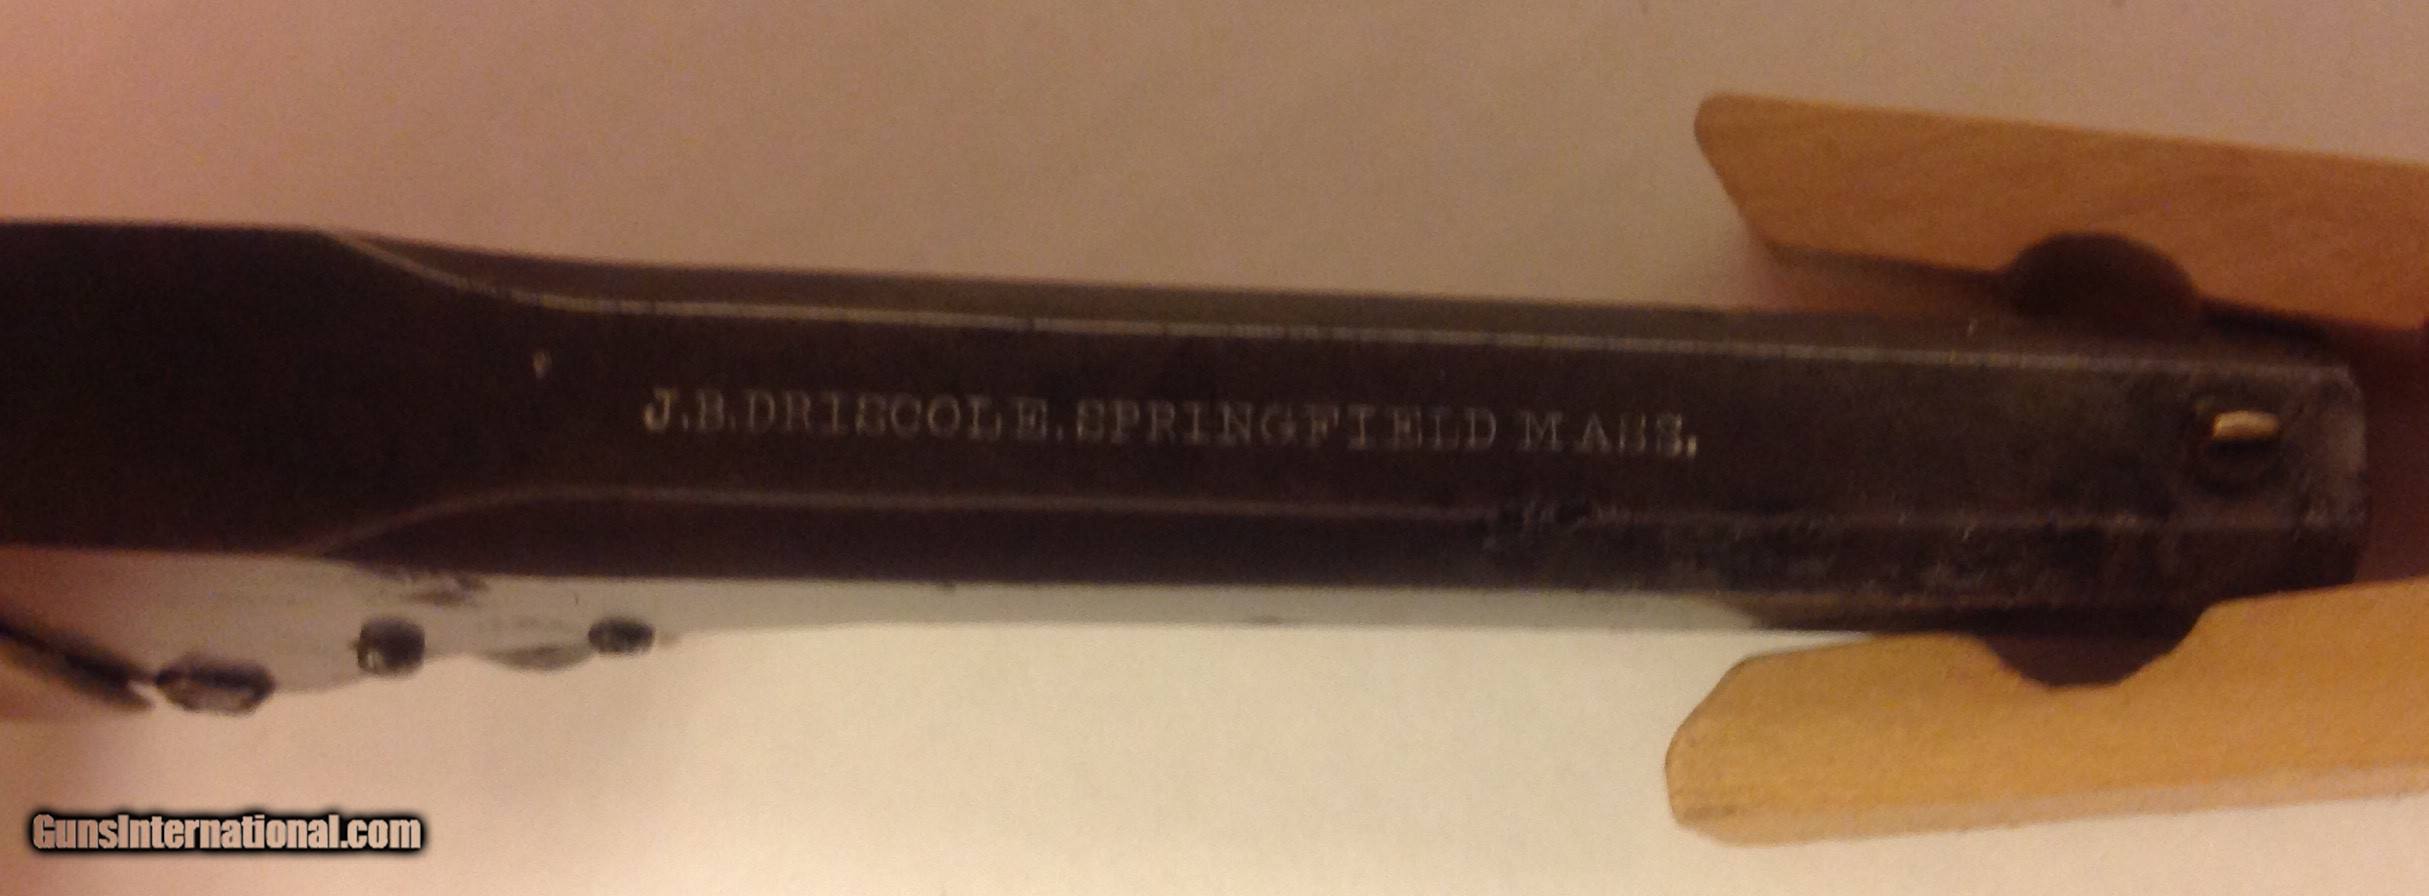 J.B.DRISCOLE.SPRINGFIELD MASS.
GunsInternational.com